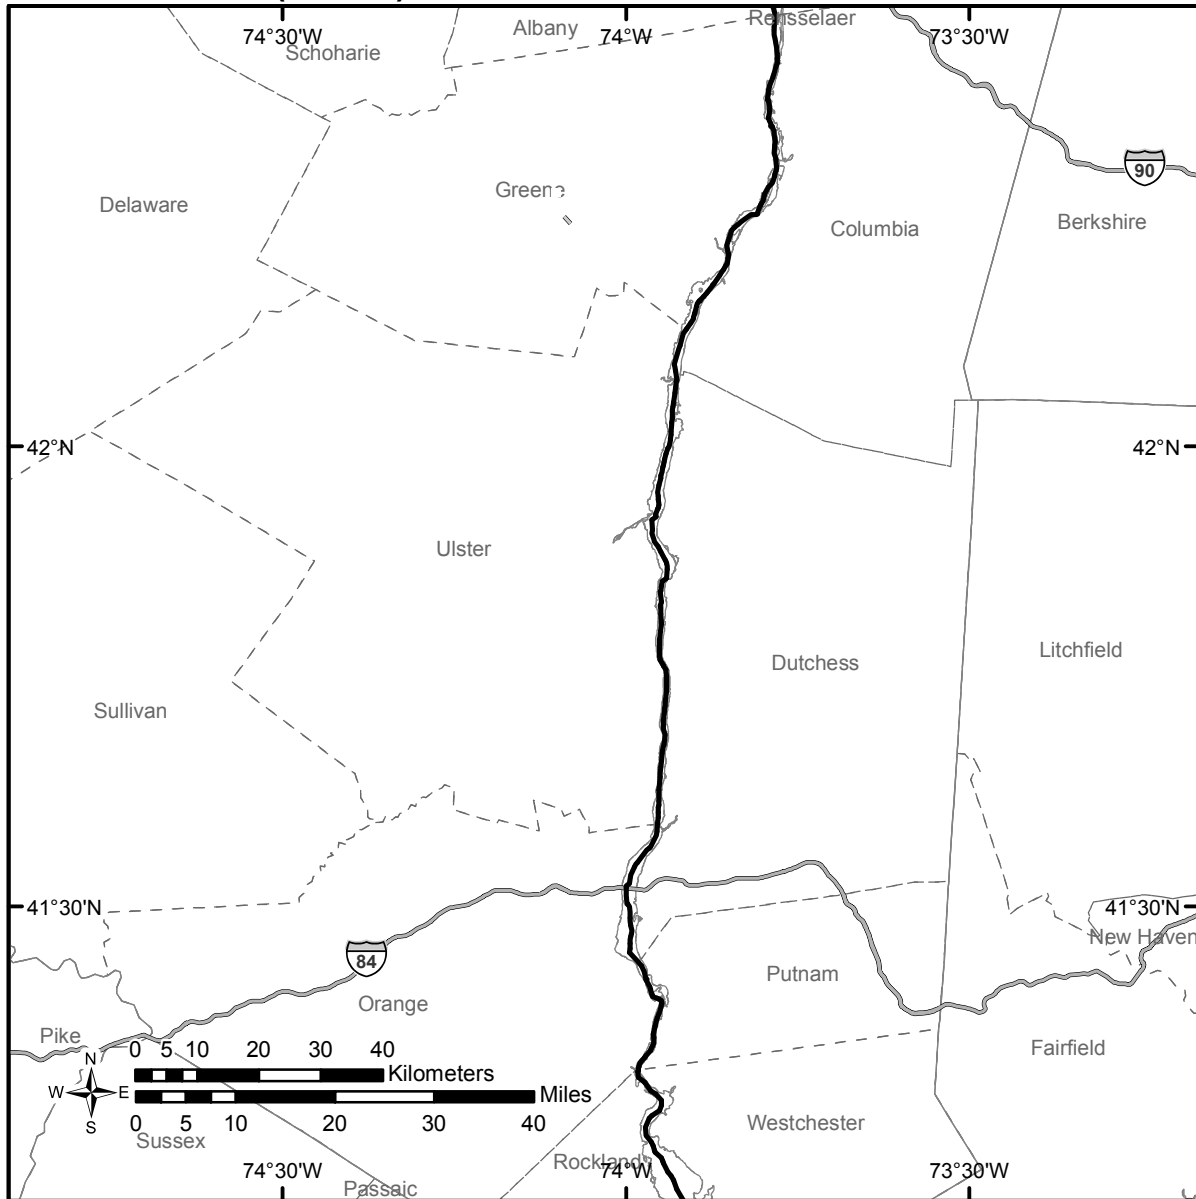 Albany
Rensselaer
74°30'W
74°W
73°30'W
Schoharie
90
Delaware
Greene
Columbia
Berkshire
42°N
42°N
Ulster
Litchfield
Dutchess
Sullivan
41°30'N
41°30'N
New Haven
84
Putnam
Orange
Pike
Fairfield
0 5 10 20 30 40
Kilometers
N
W E
S
Miles
0 10 20 30 40
Westchester
Sussex
Rockland
74°30'W
74°W
73°30'W
Passaic